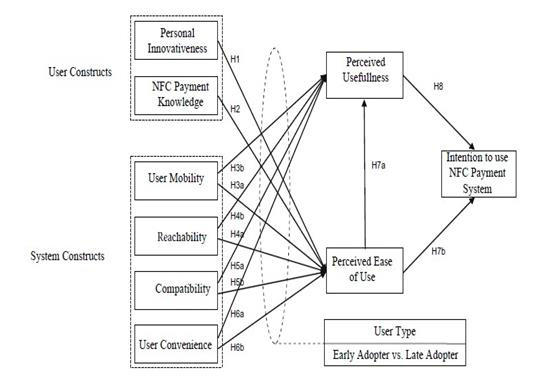 Personal
Innovativeness
User Constructs
NFC Payment
Knowledge
User Mobility
Reachability
System Constructs
Compatibility
User Convenience
H1
H2
H3b
H3a
H4b
H4a
H5a
H5b
H6a
H6b
Perceived
Usefullness
H8
H7a
Intention to use
NFC Payment
System
Perceived Ease
of Use
H7b
User Type
Early Adopter vs. Late Adopter